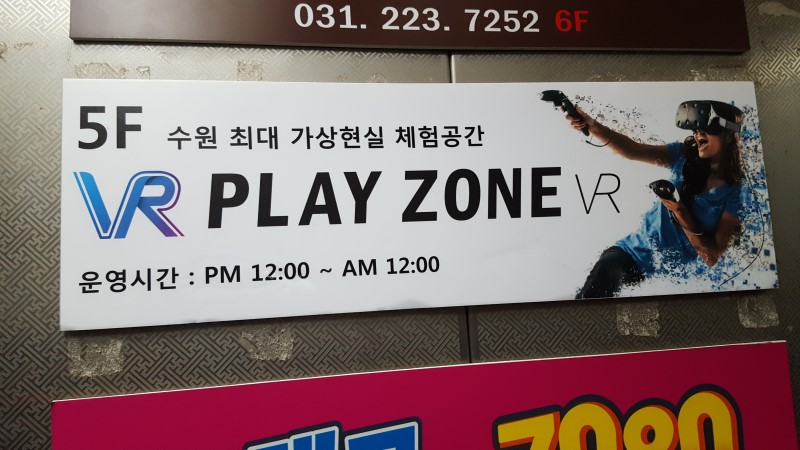 031. 223. 7252 6F
5F 수원 최대 가상현실 체험공간
VR PLAY ZONE VR
운영시간 : PM 12:00 ~ AM 12:00
7080